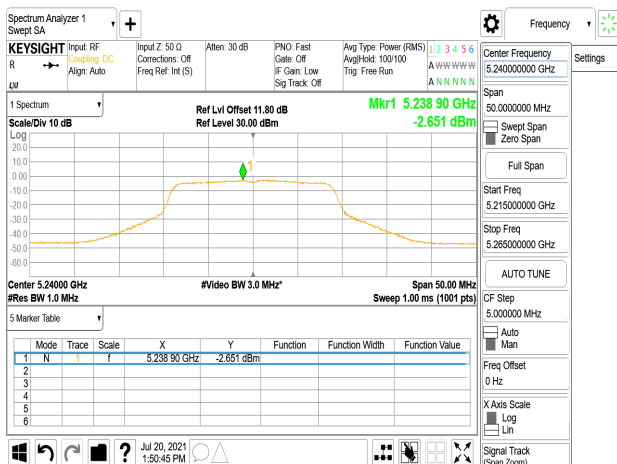 Spectrum Analyzer 1
Swept SA
Frequency
KEYSIGHT
R
LXI
Input: RF
Coupling: DC
Align: Auto
Input Z: 50 Ω
Corrections: Off
Freq Ref: Int (S)
Atten: 30 dB
PNO: Fast
Gate: Off
IF Gain: Low
Sig Track: Off
Avg Type: Power (RMS)
Avg|Hold: 100/100
Trig: Free Run
1 2 3 4 5 6
A W W W W W
A N N N N N
1 Spectrum
Scale/Div 10 dB
Ref Lvl Offset 11.80 dB
Ref Level 30.00 dBm
Mkr1 5.238 90 GHz
-2.651 dBm
Log
20.0
10.0
0.00
-10.0
-20.0
-30.0
-40.0
-50.0
-60.0
1
Center 5.24000 GHz
#Res BW 1.0 MHz
#Video BW 3.0 MHz*
Span 50.00 MHz
Sweep 1.00 ms (1001 pts)
5 Marker Table
Mode Trace Scale X Y Function Function Width Function Value
1 N 1 f 5.238 90 GHz -2.651 dBm
2
3
4
5
6
Jul 20, 2021
1:50:45 PM
Center Frequency
5.240000000 GHz
Settings
Span
50.0000000 MHz
Swept Span
Zero Span
Full Span
Start Freq
5.215000000 GHz
Stop Freq
5.265000000 GHz
AUTO TUNE
CF Step
5.000000 MHz
Auto
Man
Freq Offset
0 Hz
X Axis Scale
Log
Lin
Signal Track
(Span Zoom)